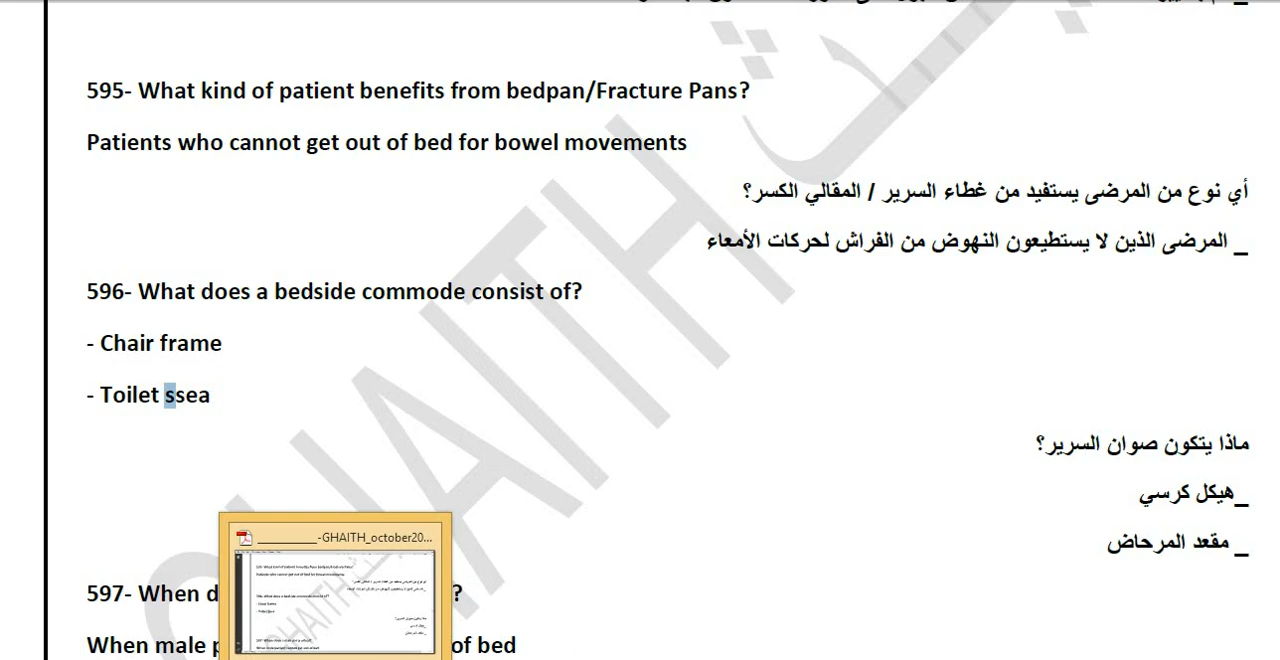 595- What kind of patient benefits from bedpan/Fracture Pans?
Patients who cannot get out of bed for bowel movements
أي نوع من المرضى يستفيد من غطاء السرير / المقالي الكسر؟
_ المرضى الذين لا يستطيعون النهوض من الفراش لحركات الأمعاء
596- What does a bedside commode consist of?
- Chair frame
- Toilet ssea
ماذا يتكون صوان السرير؟
_هيكل كرسي
_ مقعد المرحاض
GHAITH
__________-GHAITH_october20...
597- When d ?
When male p of bed